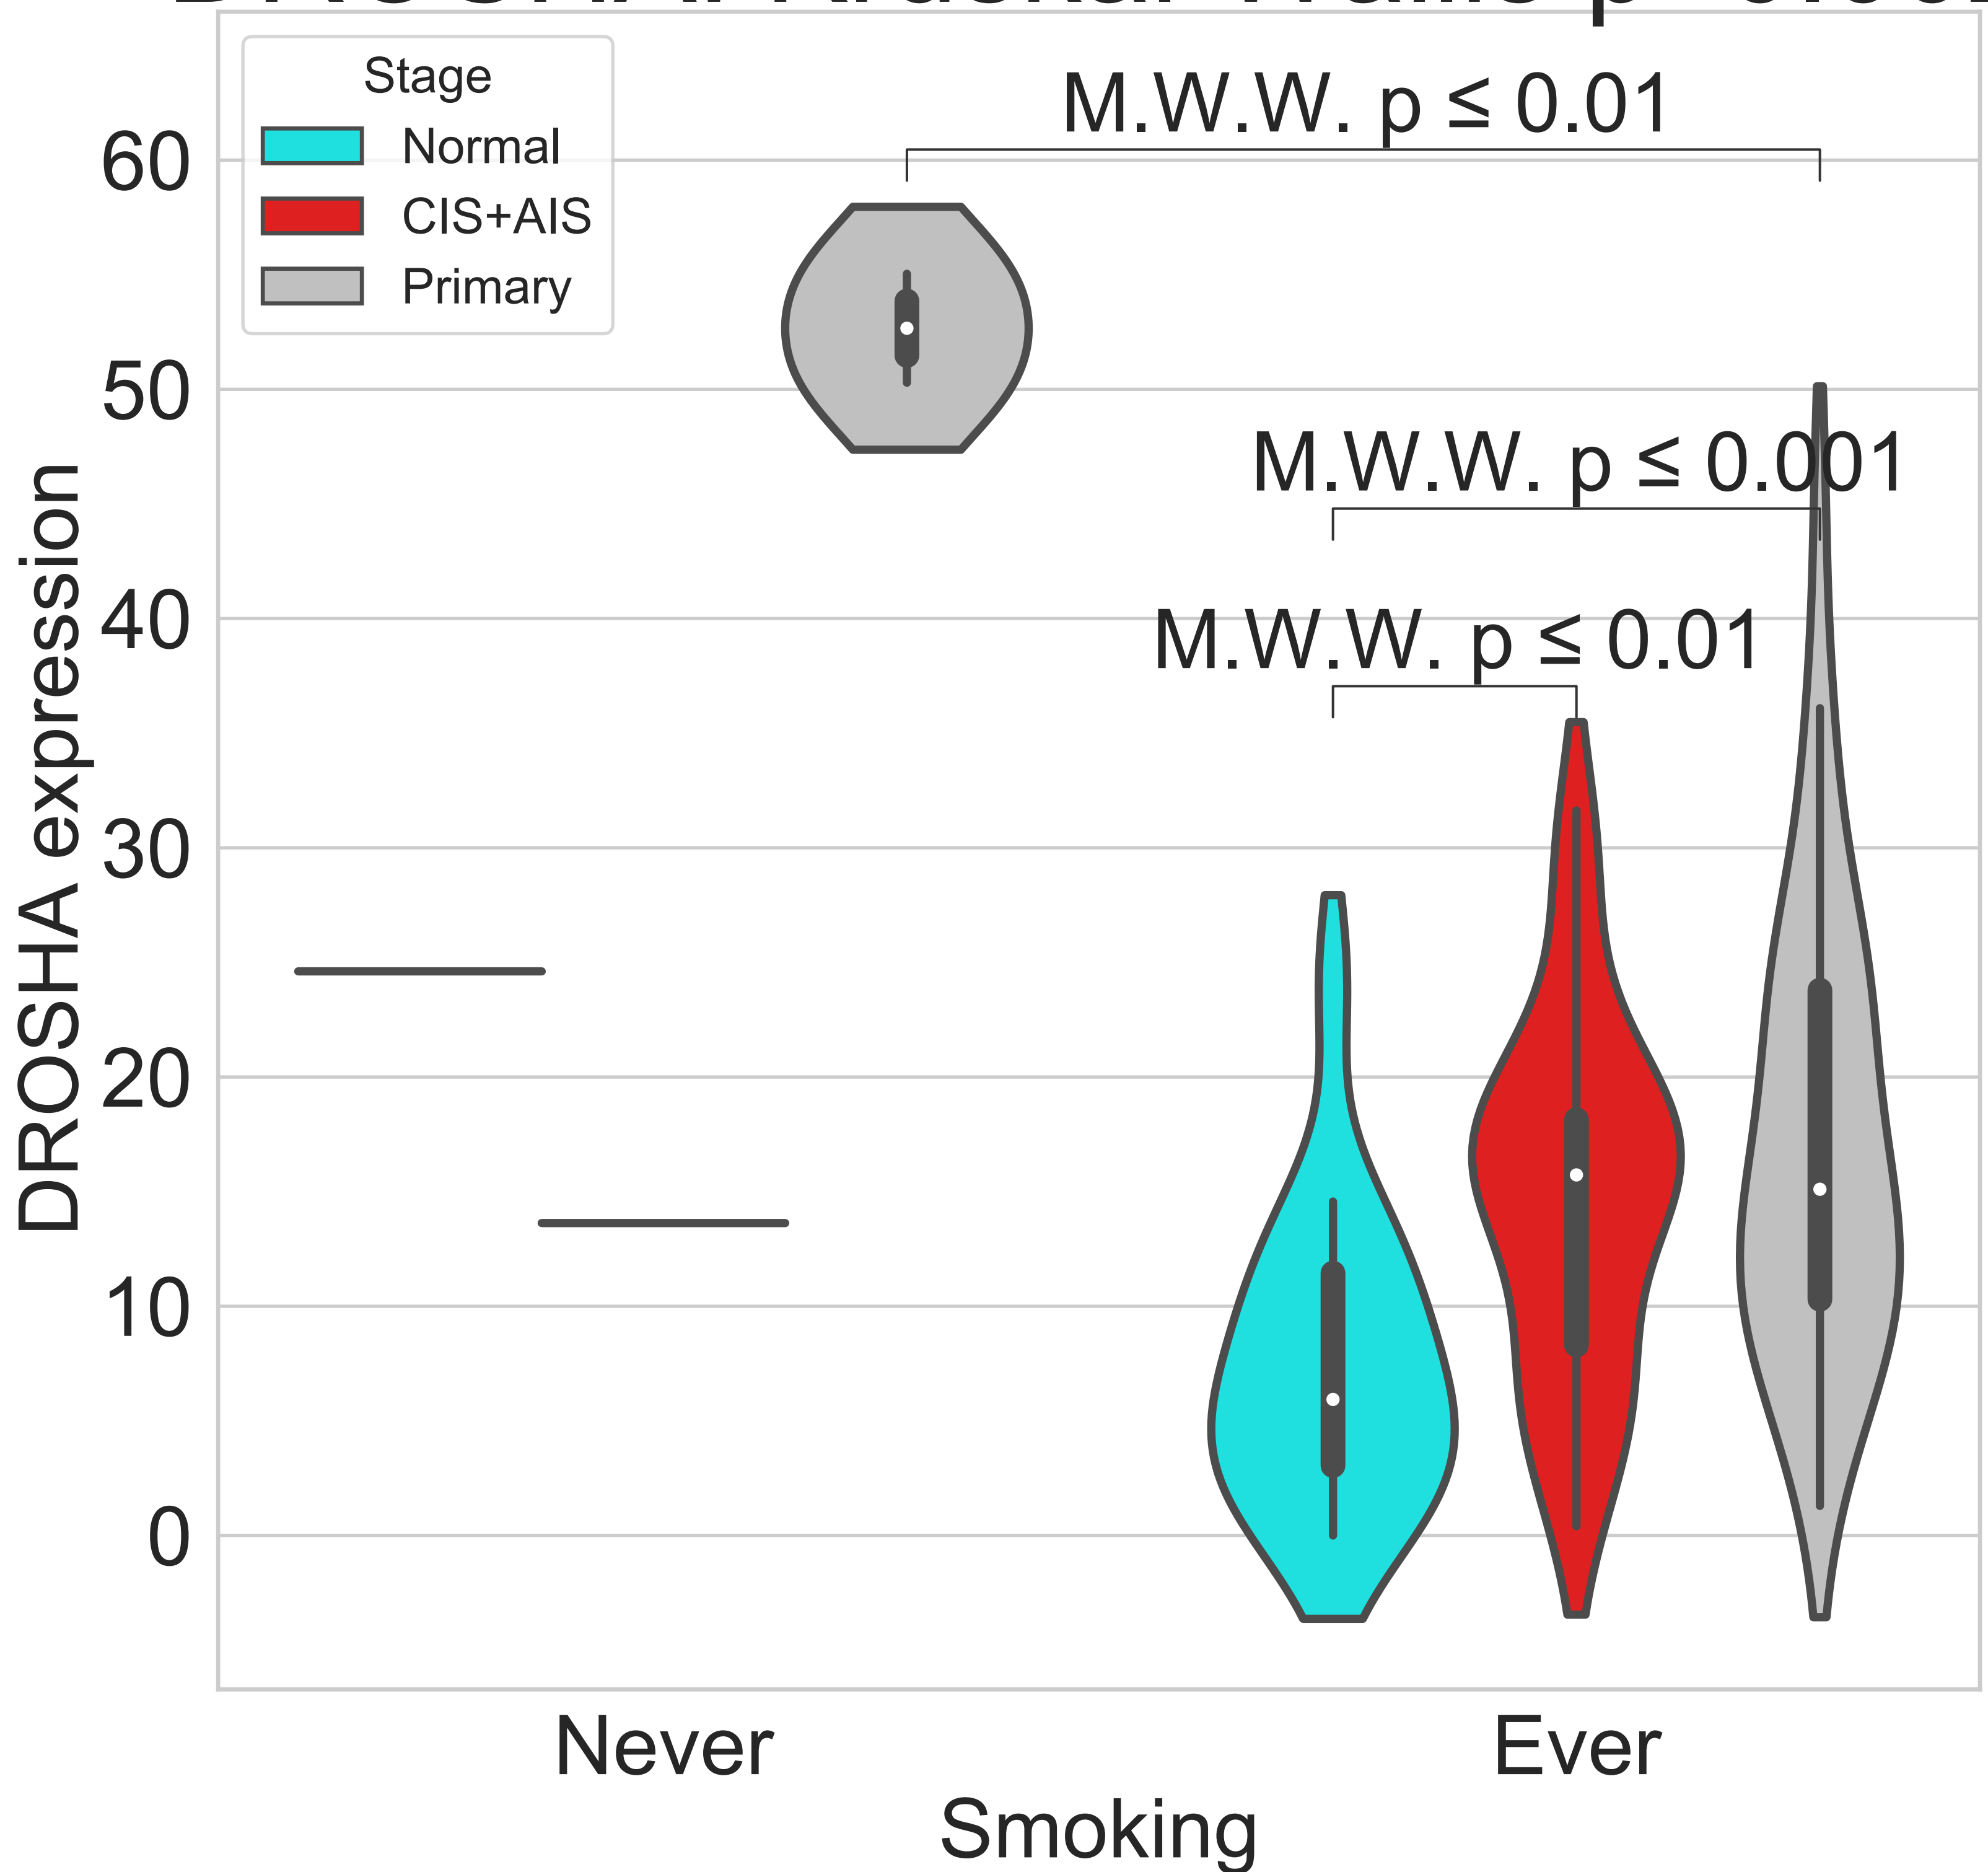 Stage
Normal
CIS+AIS
Primary
M.W.W. p ≤ 0.01
M.W.W. p ≤ 0.001
M.W.W. p ≤ 0.01
60
50
40
30
20
10
0
DROSHA expression
Never
Ever
Smoking